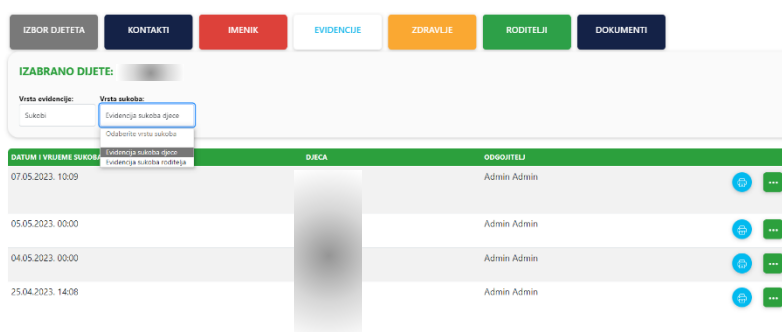 IZBOR DJETETA KONTAKTI IMENIK EVIDENCIJE ZDRAVLJE RODITELJI DOKUMENTI
IZABRANO DIJETE:
Vrsta evidencije: Vrsta sukoba:
Sukobi Evidencija sukoba djece
Odaberite vrstu sukoba
Evidencija sukoba djece
Evidencija sukoba roditelja
DATUM I VRIJEME SUKOBA DJECA ODGOJITELJ
07.05.2023. 10:09 Admin Admin
05.05.2023. 00:00 Admin Admin
04.05.2023. 00:00 Admin Admin
25.04.2023. 14:08 Admin Admin